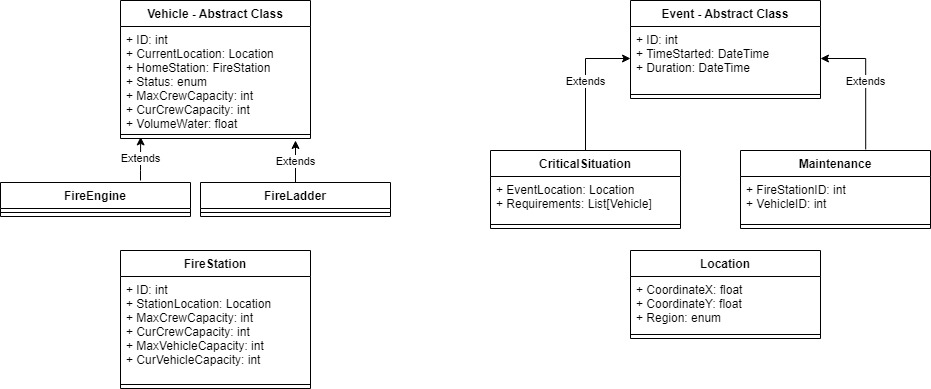 Vehicle - Abstract Class
+ ID: int
+ CurrentLocation: Location
+ HomeStation: FireStation
+ Status: enum
+ MaxCrewCapacity: int
+ CurCrewCapacity: int
+ VolumeWater: float
Extends
Extends
FireEngine
FireLadder
Event - Abstract Class
+ ID: int
+ TimeStarted: DateTime
+ Duration: DateTime
Extends
Extends
CriticalSituation
+ EventLocation: Location
+ Requirements: List[Vehicle]
Maintenance
+ FireStationID: int
+ VehicleID: int
FireStation
+ ID: int
+ StationLocation: Location
+ MaxCrewCapacity: int
+ CurCrewCapacity: int
+ MaxVehicleCapacity: int
+ CurVehicleCapacity: int
Location
+ CoordinateX: float
+ CoordinateY: float
+ Region: enum